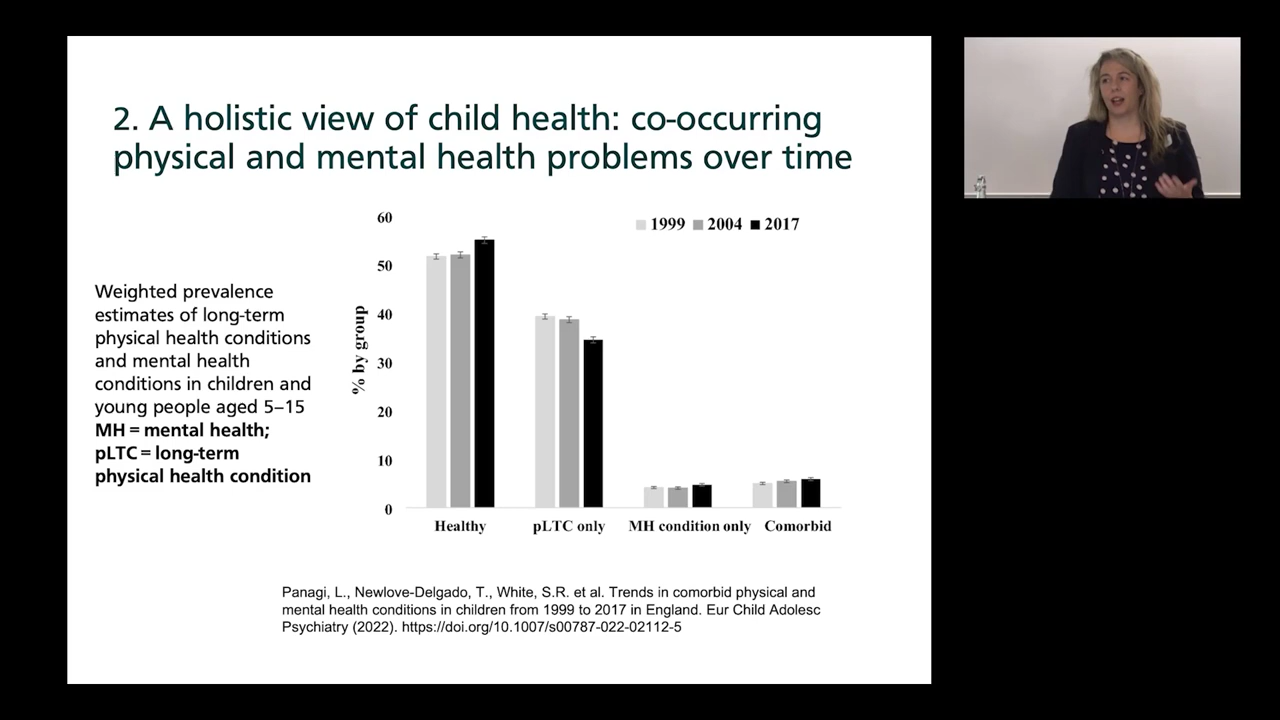 2. A holistic view of child health: co-occurring
physical and mental health problems over time
Weighted prevalence
estimates of long-term
physical health conditions
and mental health
conditions in children and
young people aged 5–15
MH = mental health;
pLTC = long-term
physical health condition
% by group
60
50
40
30
20
10
0
1999 2004 2017
Healthy pLTC only MH condition only Comorbid
Panagi, L., Newlove-Delgado, T., White, S.R. et al. Trends in comorbid physical and
mental health conditions in children from 1999 to 2017 in England. Eur Child Adolesc
Psychiatry (2022). https://doi.org/10.1007/s00787-022-02112-5